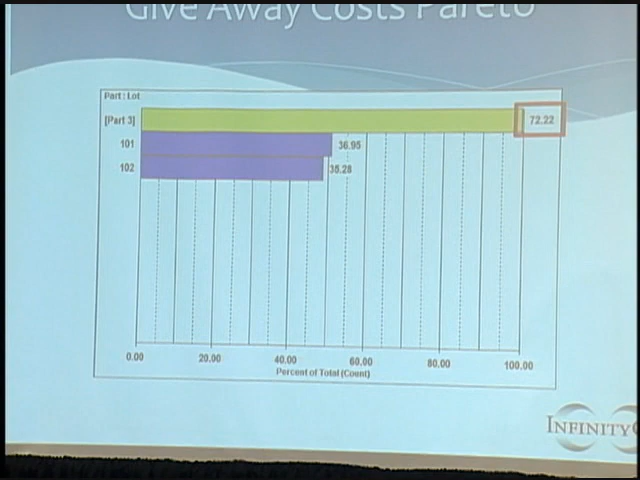 Give Away Costs Pareto
Part : Lot
[Part 3]
72.22
101
36.95
102
35.28
0.00 20.00 40.00 60.00 80.00 100.00
Percent of Total (Count)